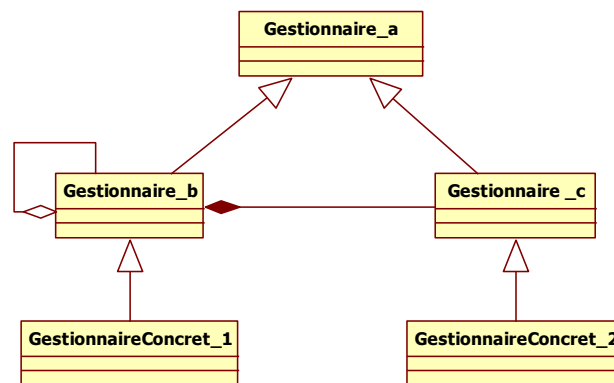 Gestionnaire_a
Gestionnaire_b
Gestionnaire _c
GestionnaireConcret_1
GestionnaireConcret_2